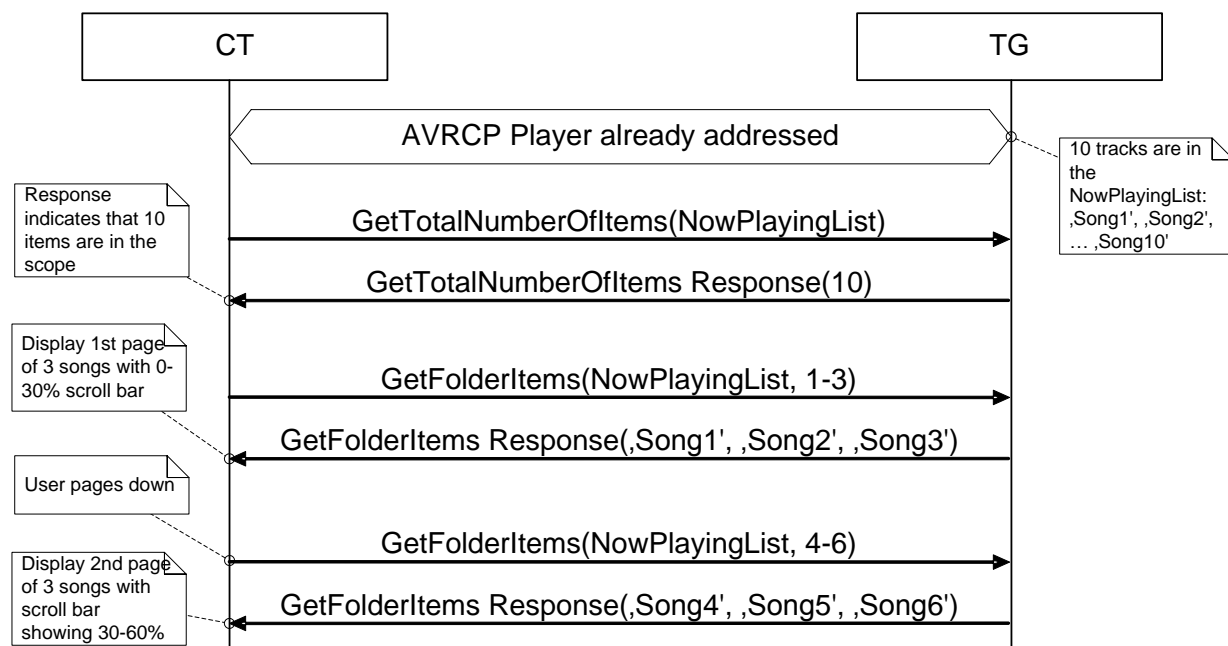 CT
TG
AVRCP Player already addressed
10 tracks are in
the
NowPlayingList:
‚Song1', ‚Song2',
… ‚Song10'
Response
indicates that 10
items are in the
scope
GetTotalNumberOfItems(NowPlayingList)
GetTotalNumberOfItems Response(10)
Display 1st page
of 3 songs with 0-
30% scroll bar
GetFolderItems(NowPlayingList, 1-3)
GetFolderItems Response(‚Song1', ‚Song2', ‚Song3')
User pages down
GetFolderItems(NowPlayingList, 4-6)
Display 2nd page
of 3 songs with
scroll bar
showing 30-60%
GetFolderItems Response(‚Song4', ‚Song5', ‚Song6')